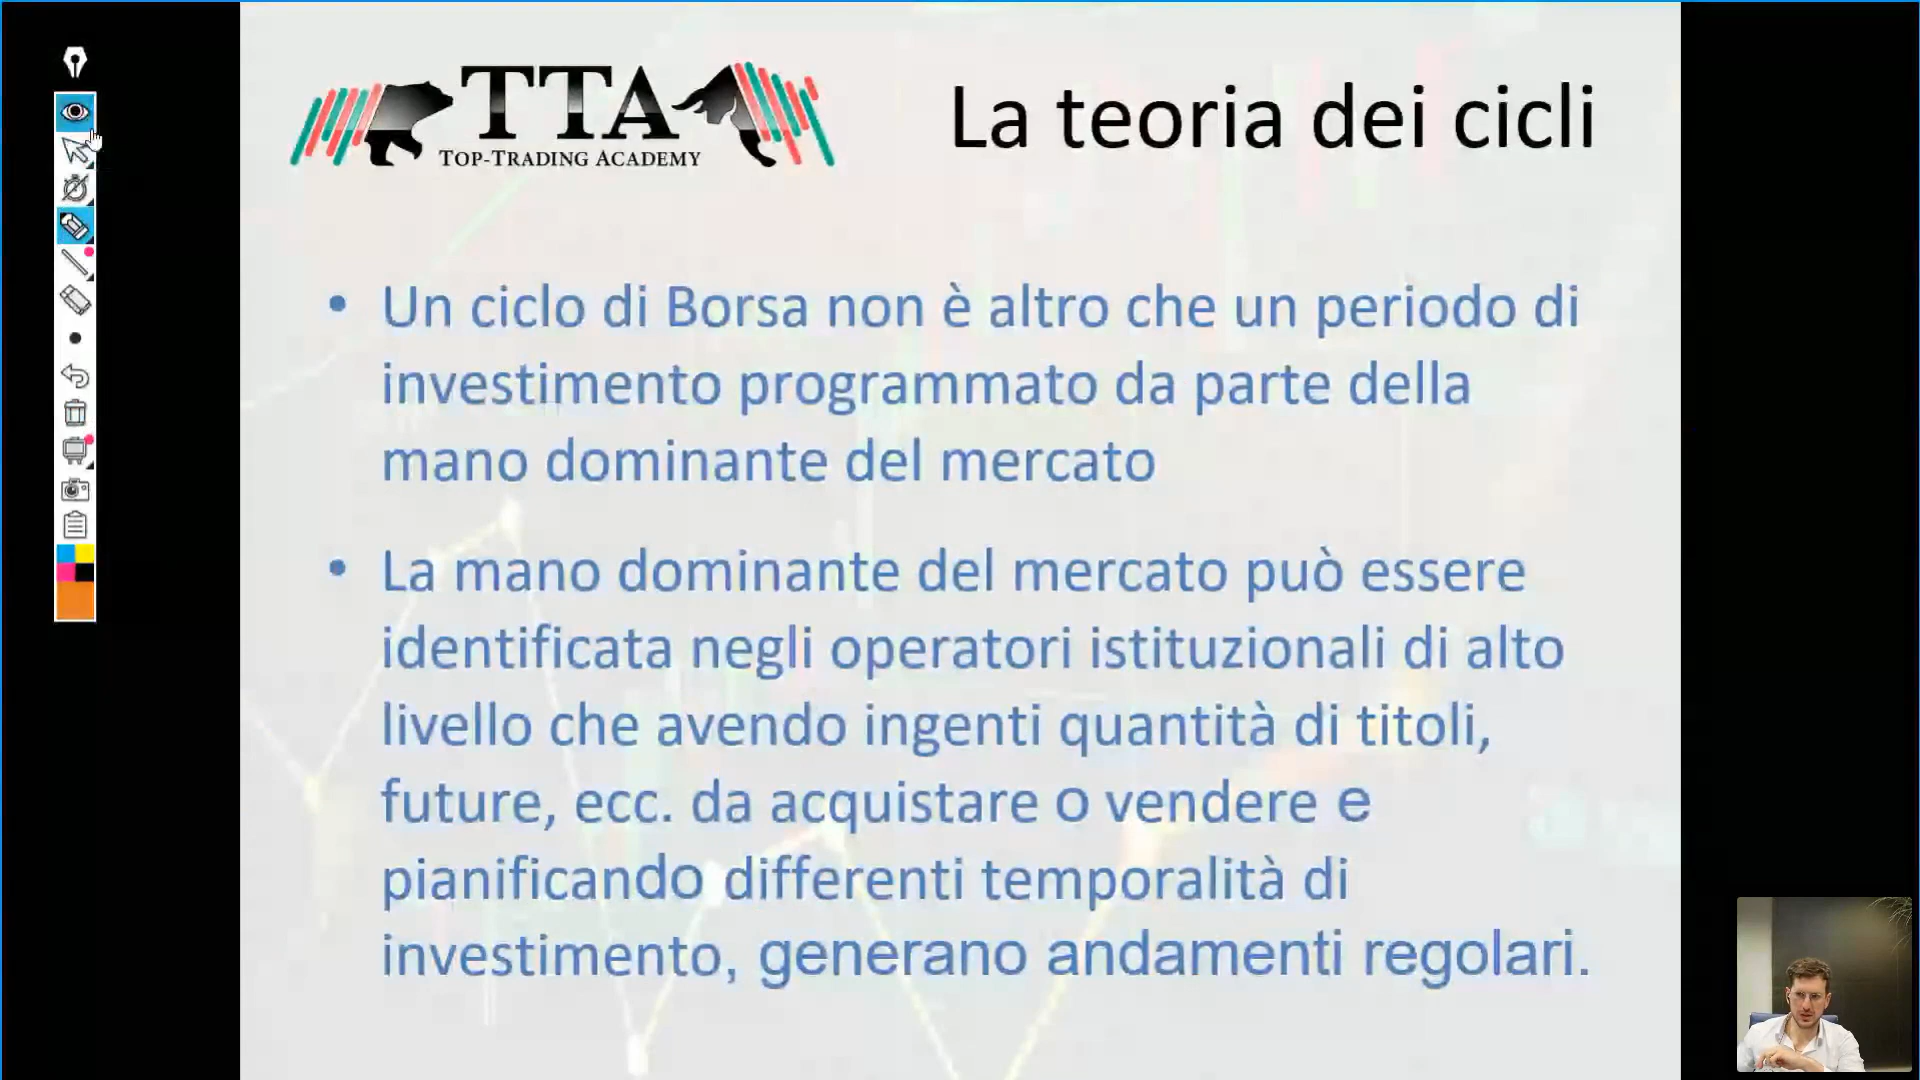 TTA
TOP-TRADING ACADEMY
La teoria dei cicli
• Un ciclo di Borsa non è altro che un periodo di
investimento programmato da parte della
mano dominante del mercato
• La mano dominante del mercato può essere
identificata negli operatori istituzionali di alto
livello che avendo ingenti quantità di titoli,
future, ecc. da acquistare o vendere e
pianificando differenti temporalità di
investimento, generano andamenti regolari.